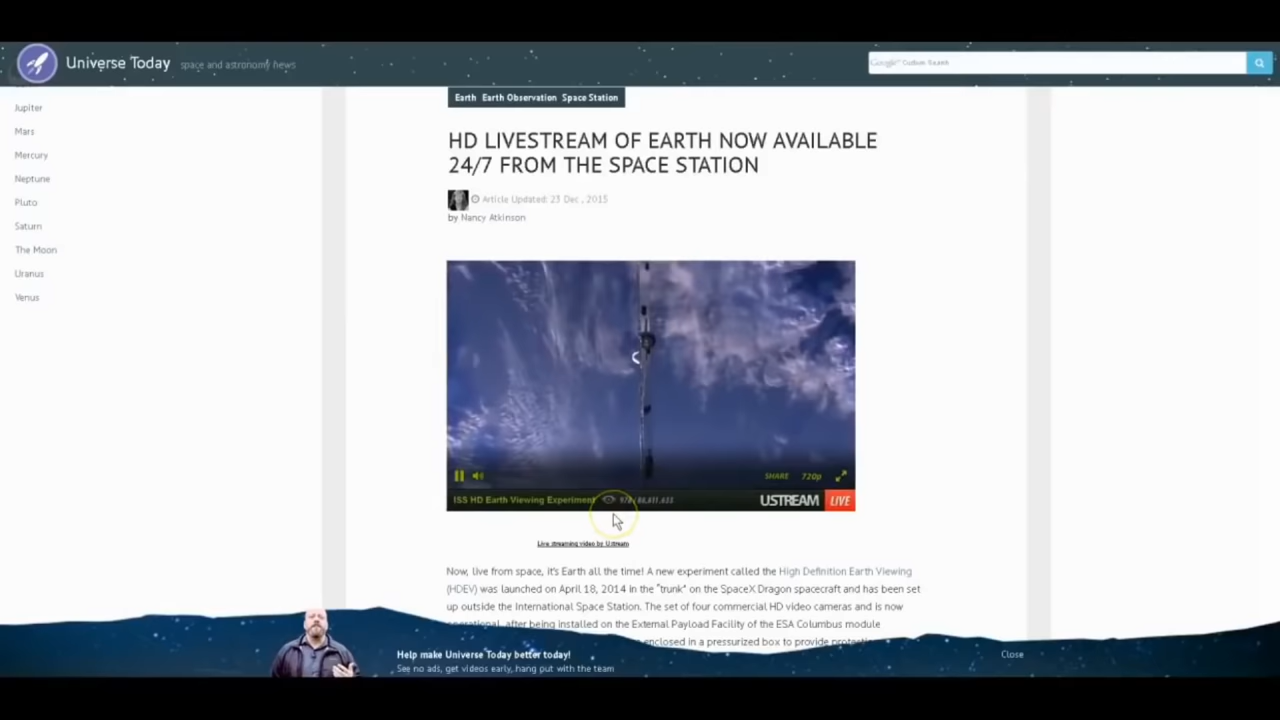 Universe Today
space and astronomy news
Google Custom Search
Jupiter
Mars
Mercury
Neptune
Pluto
Saturn
The Moon
Uranus
Venus
Earth Earth Observation Space Station
HD LIVESTREAM OF EARTH NOW AVAILABLE
24/7 FROM THE SPACE STATION
Article Updated: 23 Dec , 2015
by Nancy Atkinson
SHARE 720p
ISS HD Earth Viewing Experiment
USTREAM LIVE
Live streaming video by Ustream
Now, live from space, it's Earth all the time! A new experiment called the High Definition Earth Viewing
(HDEV) was launched on April 18, 2014 in the "trunk" on the SpaceX Dragon spacecraft and has been set
up outside the International Space Station. The set of four commercial HD video cameras and is now
operational, after being installed on the External Payload Facility of the ESA Columbus module
enclosed in a pressurized box to provide
Help make Universe Today better today!
See no ads, get videos early, hang out with the team
Close